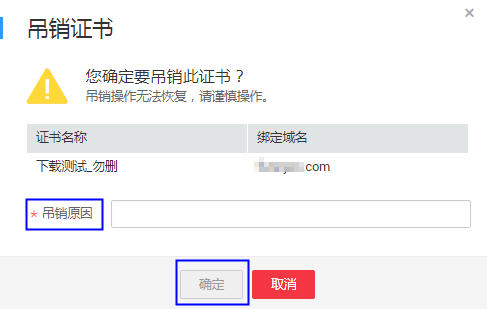 吊销证书
您确定要吊销此证书？
吊销操作无法恢复，请谨慎操作。
证书名称 绑定域名
下载测试_勿删 .com
* 吊销原因
确定 取消